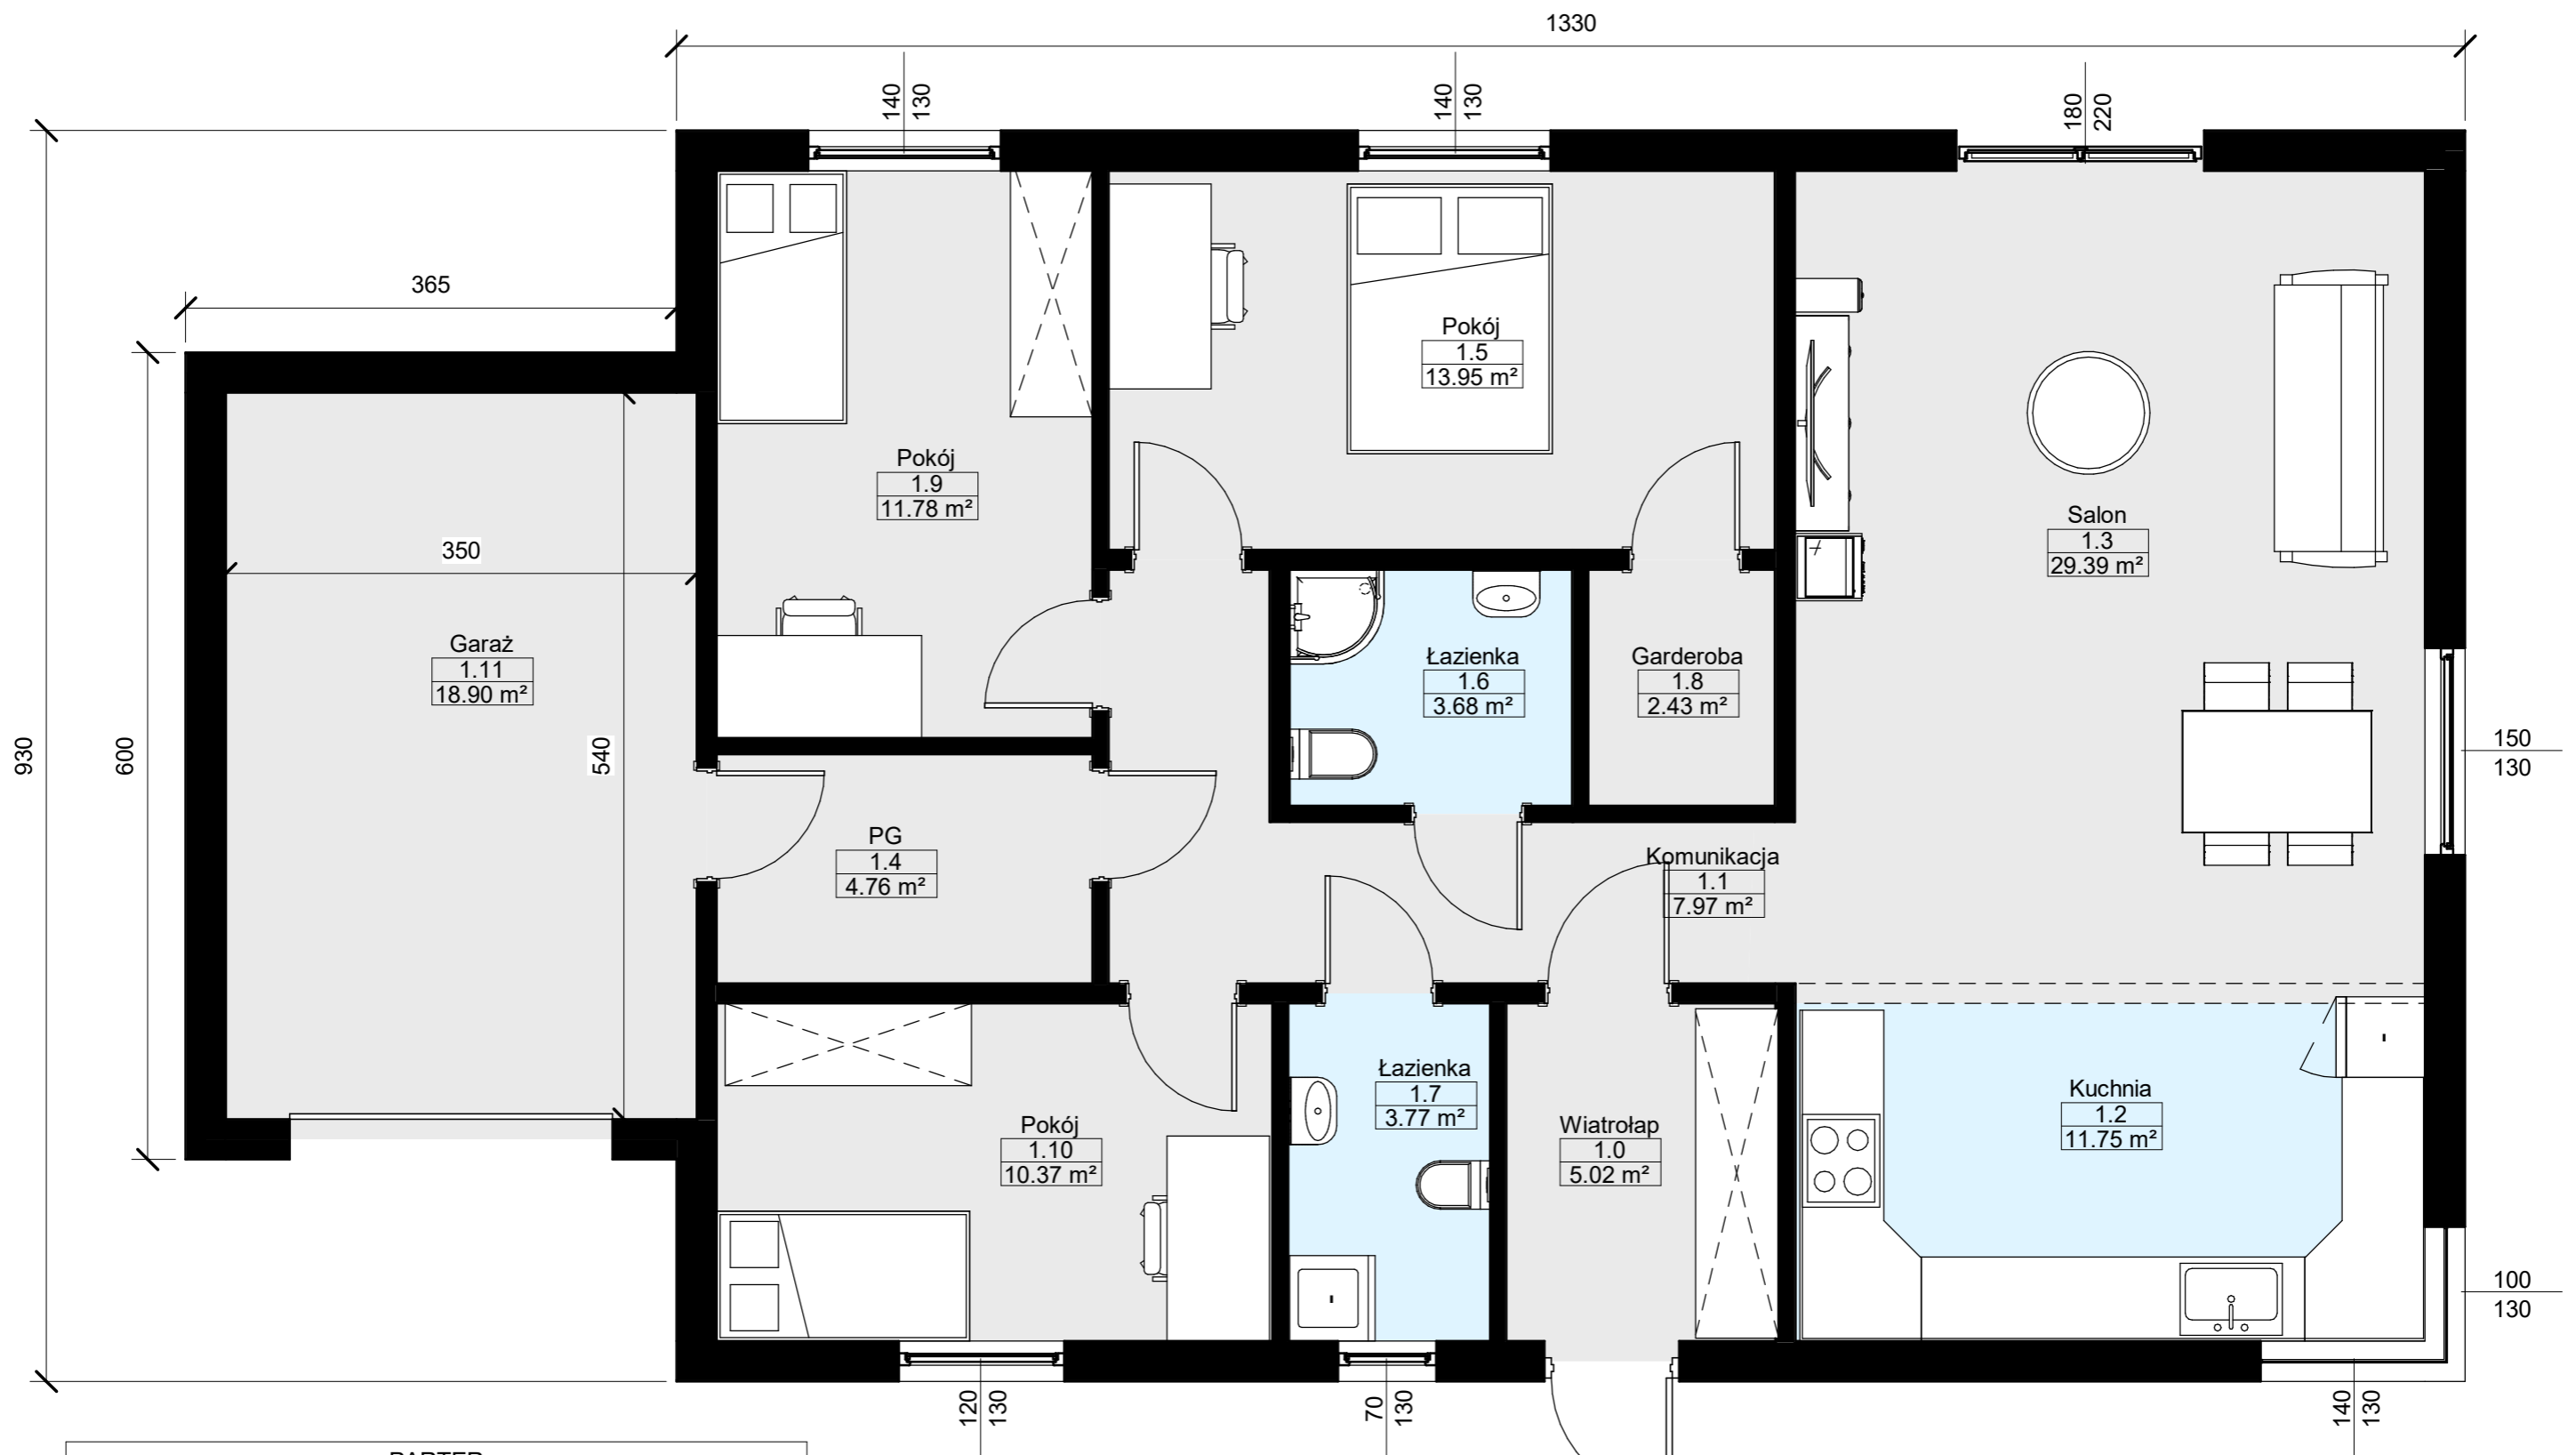 1330
140
130
140
130
180
220
365
Pokój
1.5
13.95 m²
Pokój
1.9
11.78 m²
Salon
1.3
29.39 m²
350
Garaż
1.11
18.90 m²
Łazienka
1.6
3.68 m²
Garderoba
1.8
2.43 m²
930
600
540
150
130
PG
1.4
4.76 m²
Komunikacja
1.1
7.97 m²
Łazienka
1.7
3.77 m²
Kuchnia
1.2
11.75 m²
Pokój
1.10
10.37 m²
Wiatrołap
1.0
5.02 m²
100
130
120
130
70
130
140
130
PARTER